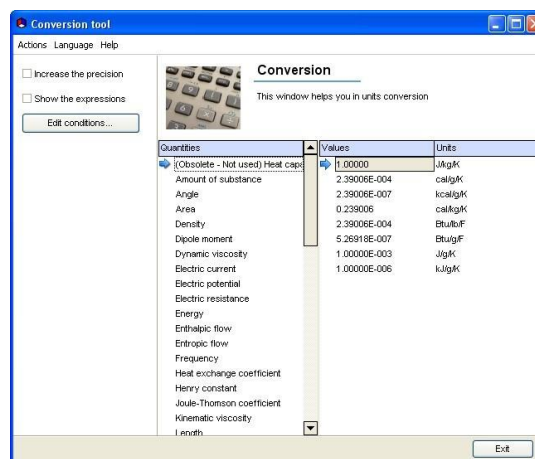 Conversion tool
Actions Language Help
Increase the precision
Show the expressions
Edit conditions...
Conversion
This window helps you in units conversion
Quantities
(Obsolete - Not used) Heat capa
Amount of substance
Angle
Area
Density
Dipole moment
Dynamic viscosity
Electric current
Electric potential
Electric resistance
Energy
Enthalpic flow
Entropic flow
Frequency
Heat exchange coefficient
Henry constant
Joule-Thomson coefficient
Kinematic viscosity
Length
Values Units
1.00000 J/kg/K
2.39006E-004 cal/g/K
2.39006E-007 kcal/g/K
0.239006 cal/kg/K
2.39006E-004 Btu/lb/F
5.26918E-007 Btu/g/F
1.00000E-003 J/g/K
1.00000E-006 kJ/g/K
Exit